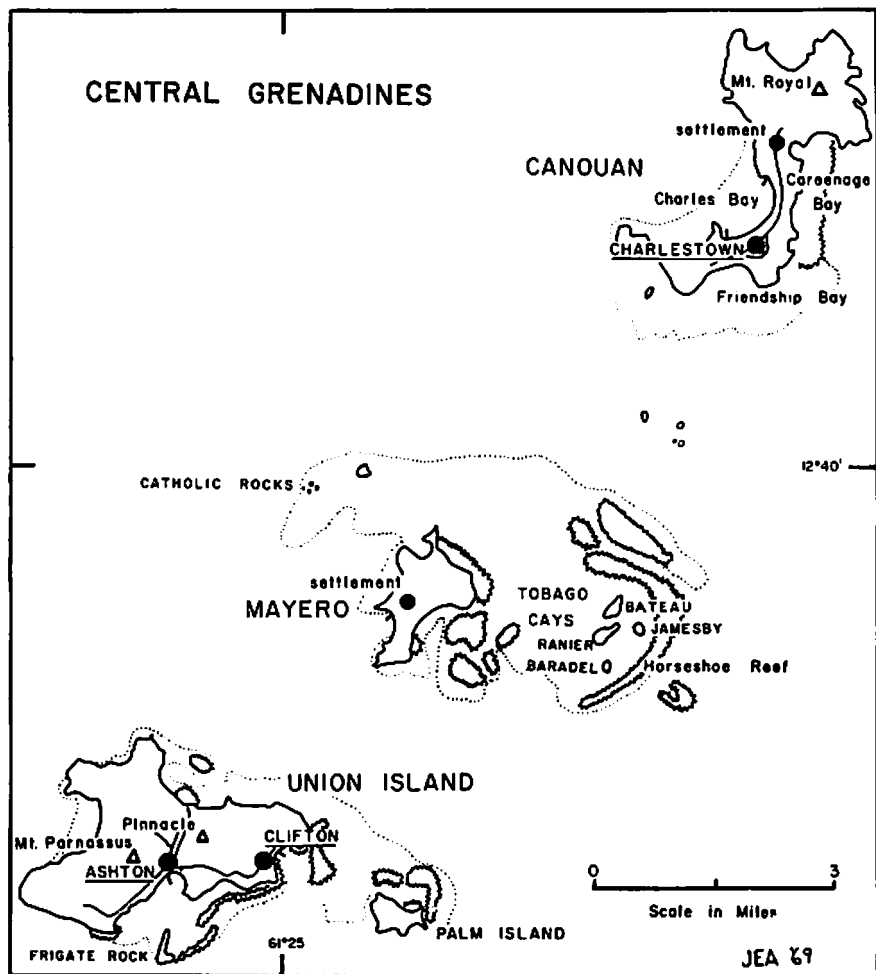 CENTRAL GRENADINES
Mt. Royal
settlement
CANOUAN
Careenage
Bay
Charles Bay
CHARLESTOWN
Friendship Bay
12°40'
CATHOLIC ROCKS
settlement
MAYERO
TOBAGO
CAYS
BATEAU
JAMESBY
RANIER
BARADEL
Horseshoe Reef
UNION ISLAND
Pinnacle
CLIFTON
Mt. Parnassus
ASHTON
0
3
Scale in Miles
PALM ISLAND
FRIGATE ROCK
61°25
JEA '69